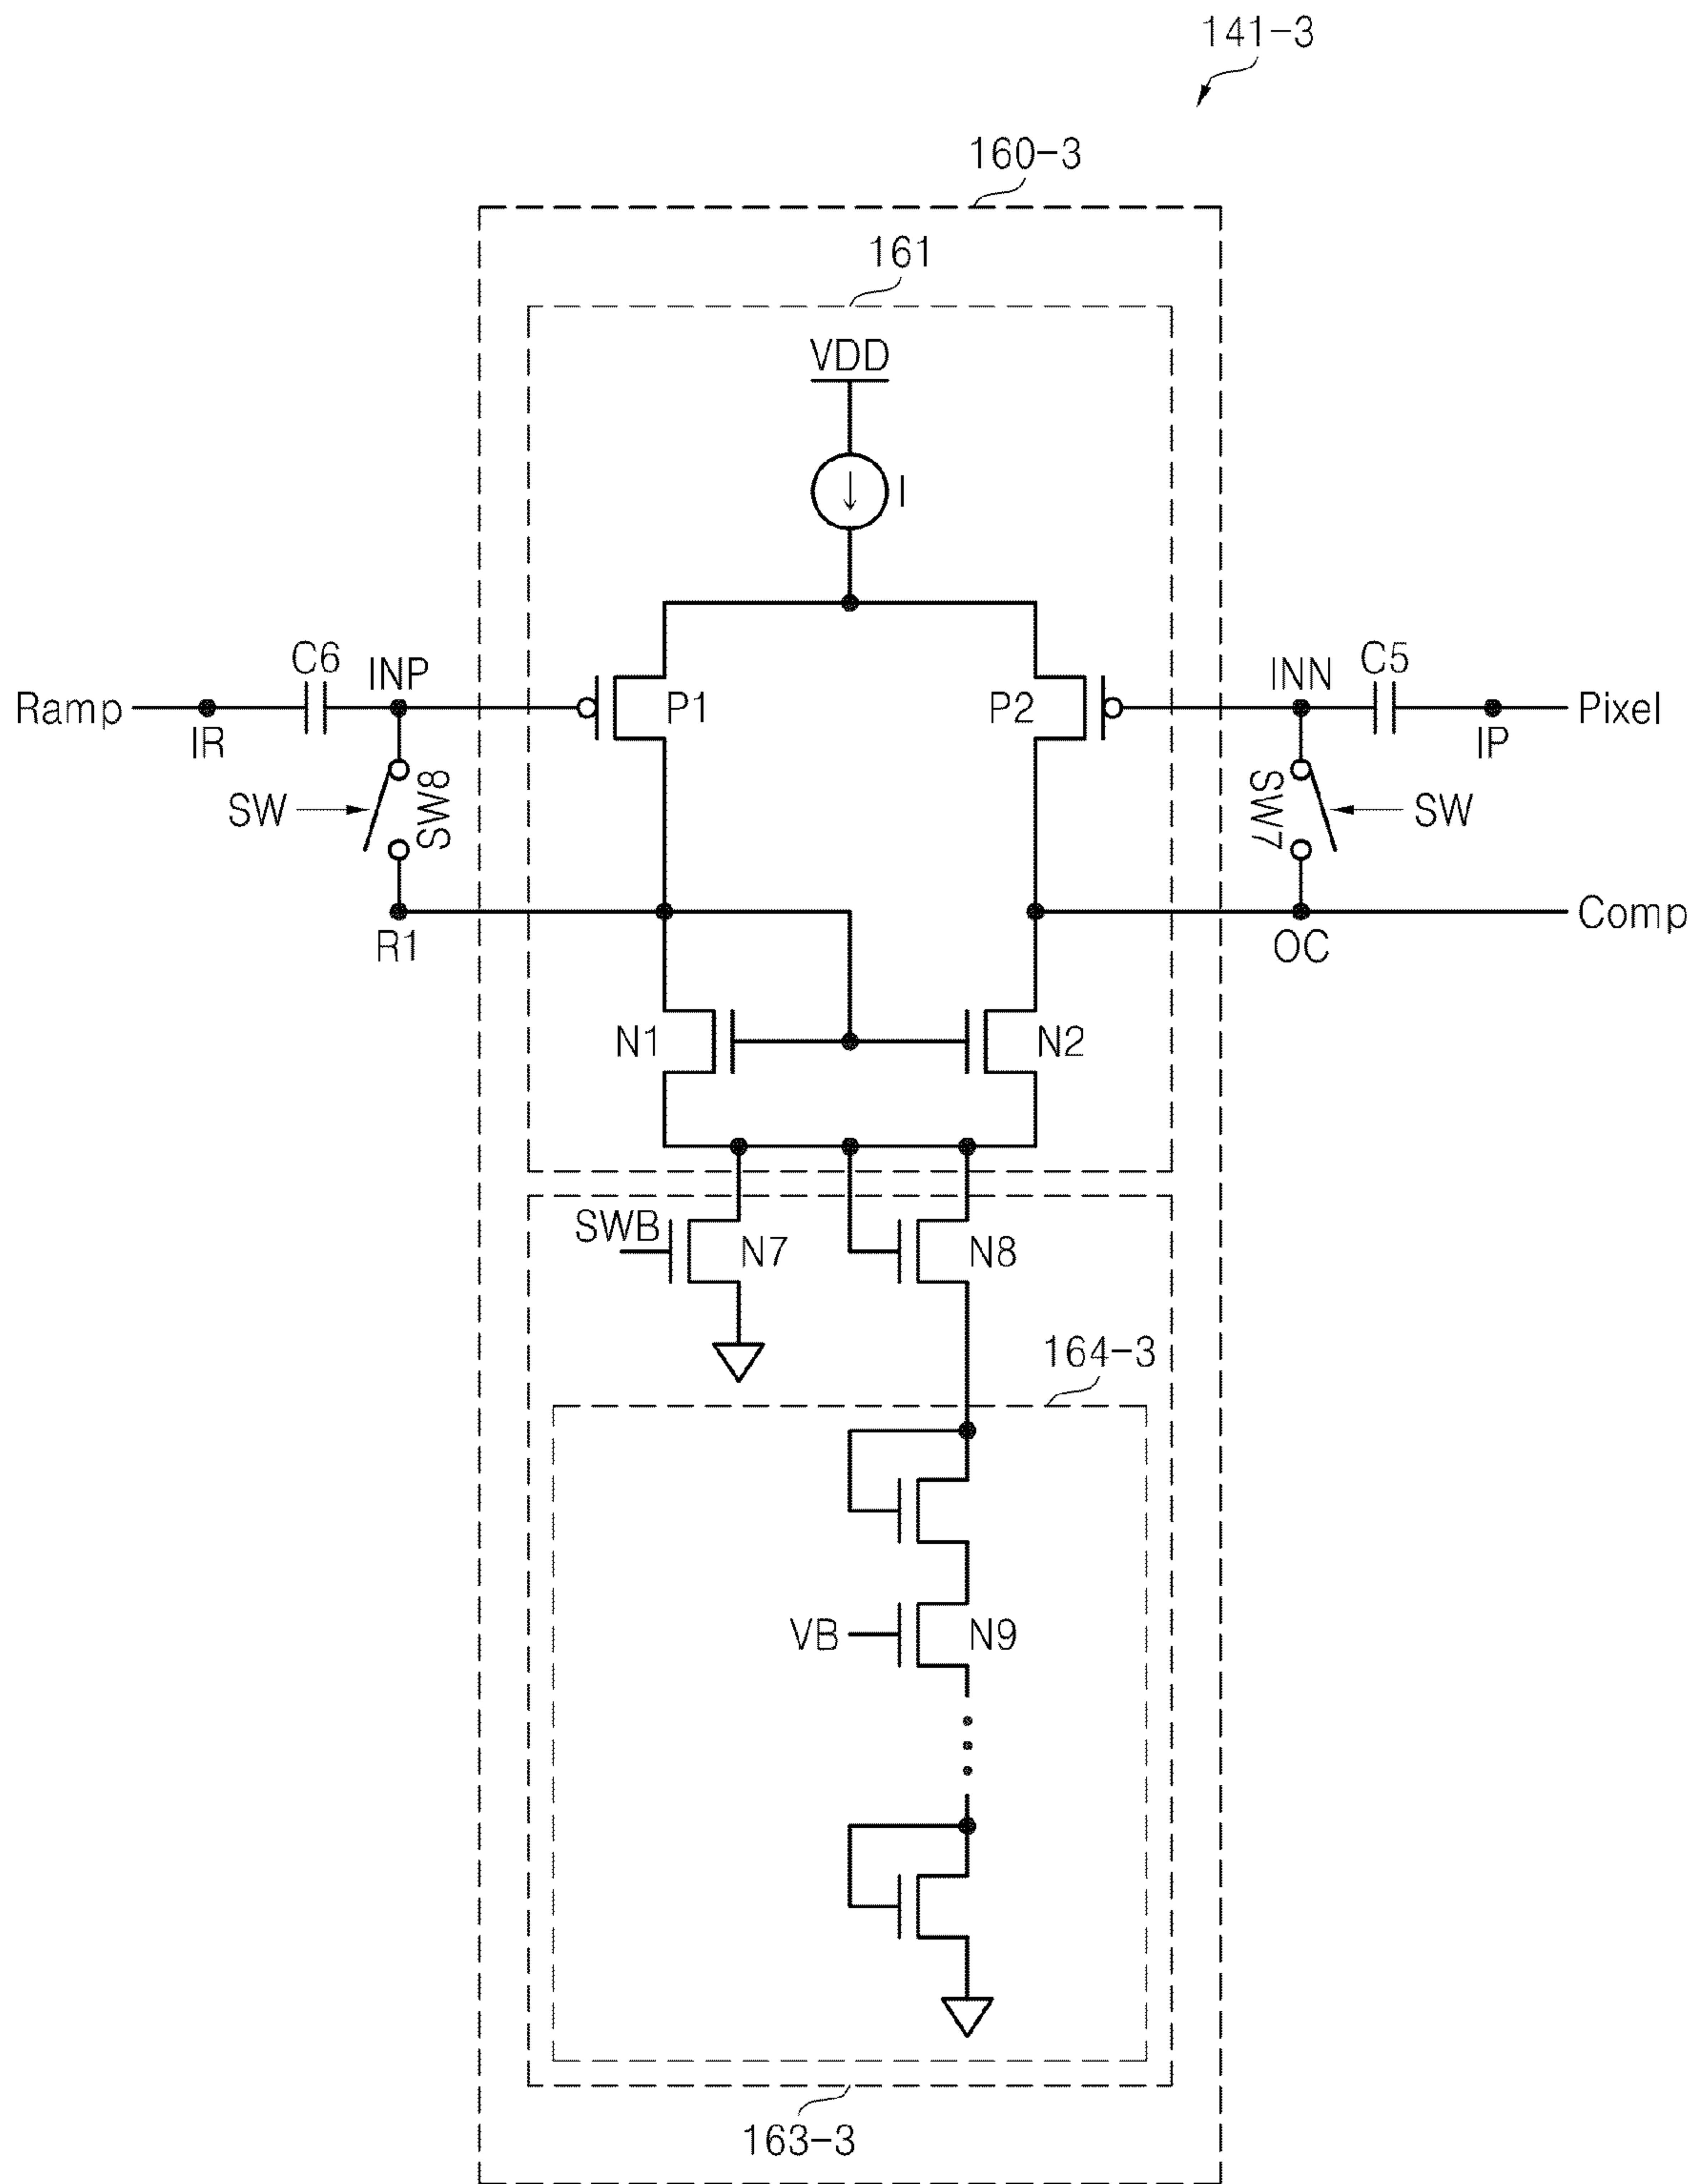 141-3
160-3
161
VDD
I
C6
INP
P1
P2
INN
C5
Ramp
IR
IP
Pixel
SW
SW8
SW7
SW
R1
OC
Comp
N1
N2
SWB
N7
N8
164-3
VB
N9
163-3